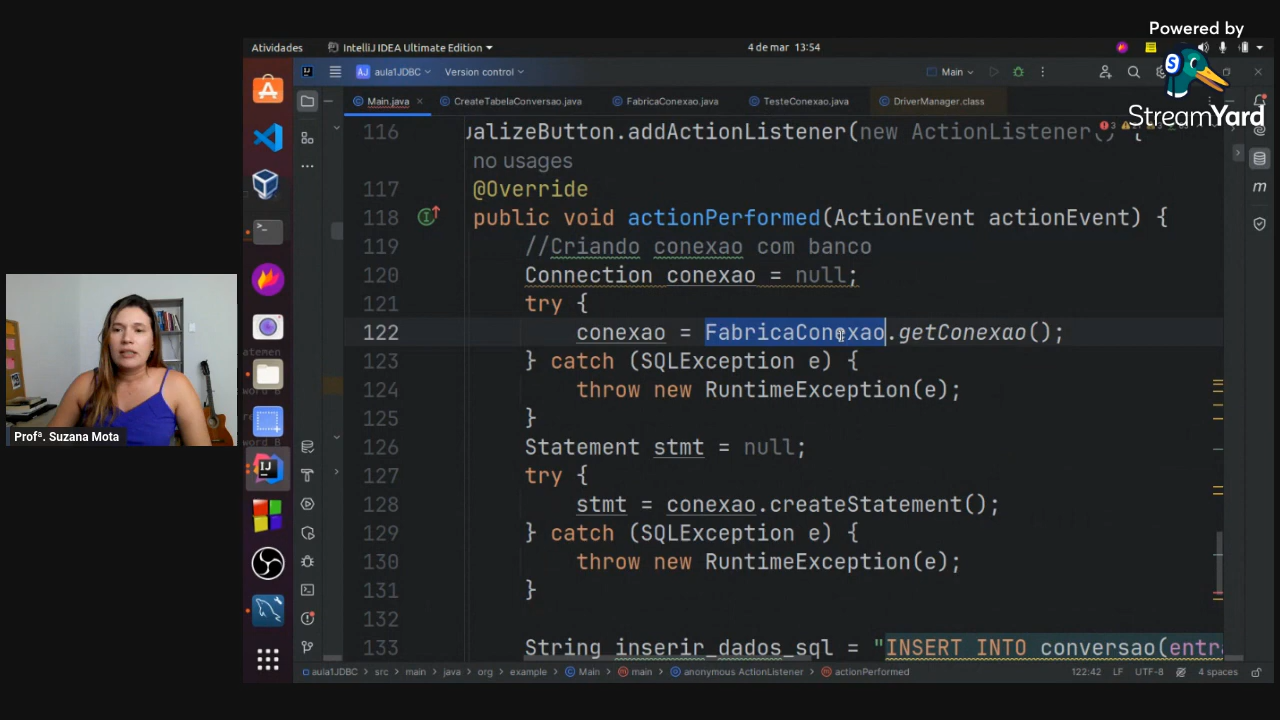 Powered by
StreamYard
Atividades
IntelliJ IDEA Ultimate Edition
4 de mar 13:54
AJ aula1JDBC Version control Main
Main.java CreateTabelaConversao.java FabricaConexao.java TesteConexao.java DriverManager.class
116 ualizeButton.addActionListener(new ActionListener() {
no usages
117 @Override
118 public void actionPerformed(ActionEvent actionEvent) {
119 //Criando conexao com banco
120 Connection conexao = null;
121 try {
122 conexao = FabricaConexao.getConexao();
123 } catch (SQLException e) {
124 throw new RuntimeException(e);
125 }
126 Statement stmt = null;
127 try {
128 stmt = conexao.createStatement();
129 } catch (SQLException e) {
130 throw new RuntimeException(e);
131 }
132
133 String inserir_dados_sql = "INSERT INTO conversao(entra
Profª. Suzana Mota
aula1JDBC src main java org example Main main anonymous ActionListener actionPerformed
122:42 LF UTF-8 4 spaces